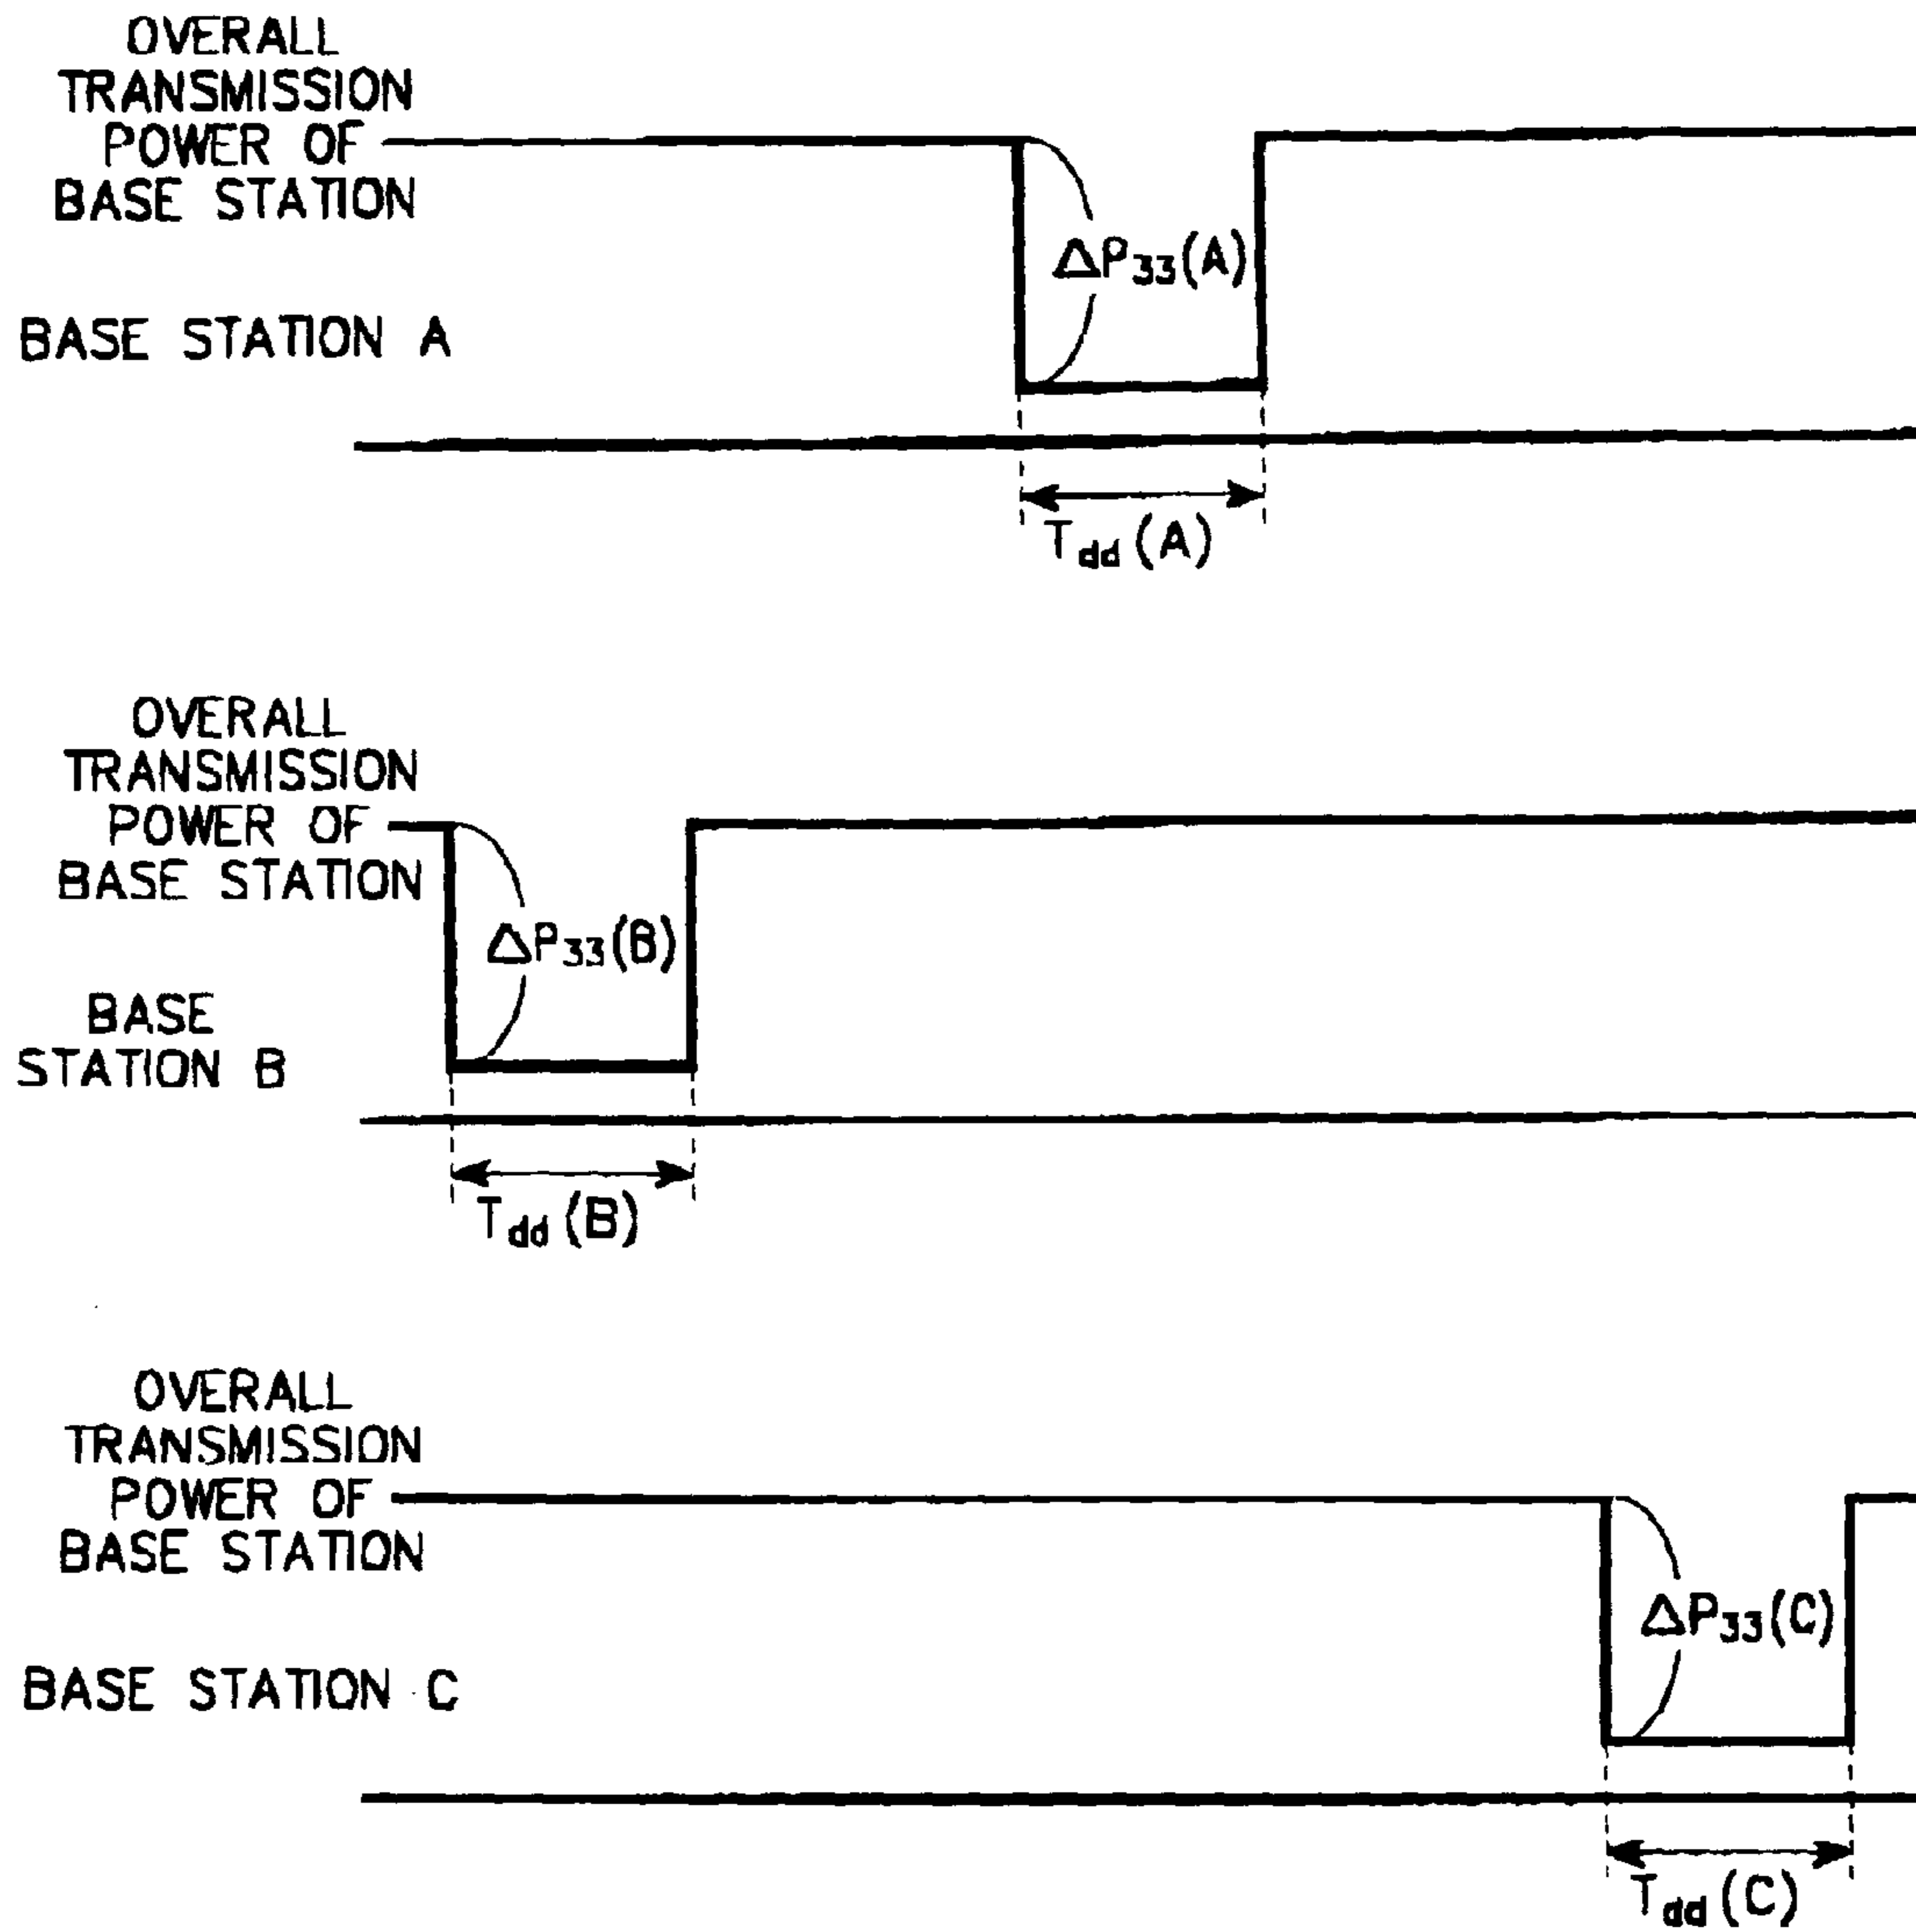 OVERALL
TRANSMISSION
POWER OF
BASE STATION
ΔP33(A)
BASE STATION A
Tdd(A)
OVERALL
TRANSMISSION
POWER OF
BASE STATION
ΔP33(B)
BASE
STATION B
Tdd(B)
OVERALL
TRANSMISSION
POWER OF
BASE STATION
ΔP33(C)
BASE STATION C
Tdd(C)